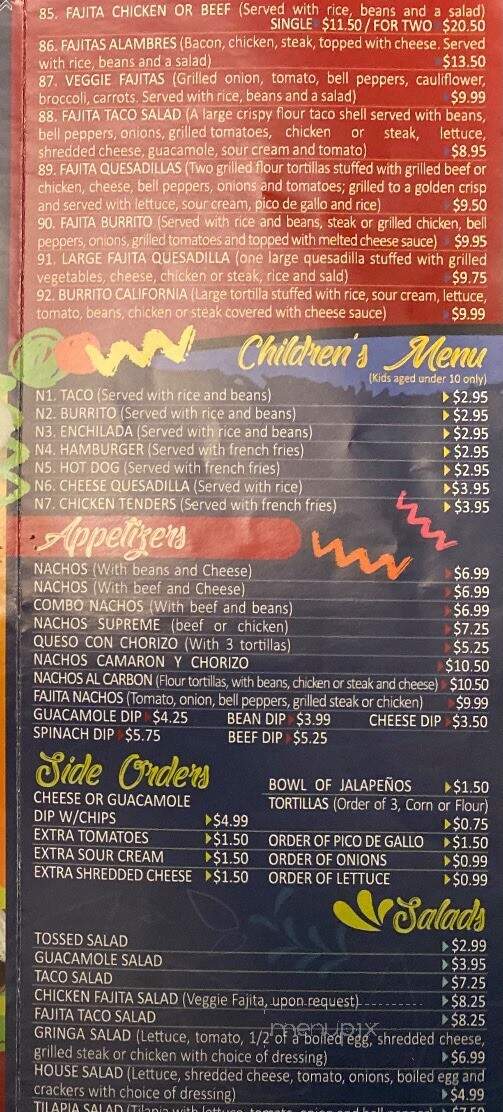 85. FAJITA CHICKEN OR BEEF (Served with rice, beans and a salad)
SINGLE $11.50 / FOR TWO $20.50
86. FAJITAS ALAMBRES (Bacon, chicken, steak, topped with cheese. Served
with rice, beans and a salad) $13.50
87. VEGGIE FAJITAS (Grilled onion, tomato, bell peppers, cauliflower,
broccoli, carrots. Served with rice, beans and a salad) $9.99
88. FAJITA TACO SALAD (A large crispy flour taco shell served with beans,
bell peppers, onions, grilled tomatoes, chicken or steak, lettuce,
shredded cheese, guacamole, sour cream and tomato) $8.95
89. FAJITA QUESADILLAS (Two grilled flour tortillas stuffed with grilled beef or
chicken, cheese, bell peppers, onions and tomatoes; grilled to a golden crisp
and served with lettuce, sour cream, pico de gallo and rice) $9.50
90. FAJITA BURRITO (Served with rice and beans, steak or grilled chicken, bell
peppers, onions, grilled tomatoes and topped with melted cheese sauce) $9.95
91. LARGE FAJITA QUESADILLA (one large quesadilla stuffed with grilled
vegetables, cheese, chicken or steak, rice and sald) $9.75
92. BURRITO CALIFORNIA (Large tortilla stuffed with rice, sour cream, lettuce,
tomato, beans, chicken or steak covered with cheese sauce) $9.99
Children's Menu
(Kids aged under 10 only)
N1. TACO (Served with rice and beans) $2.95
N2. BURRITO (Served with rice and beans) $2.95
N3. ENCHILADA (Served with rice and beans) $2.95
N4. HAMBURGER (Served with french fries) $2.95
N5. HOT DOG (Served with french fries) $2.95
N6. CHEESE QUESADILLA (Served with rice) $3.95
N7. CHICKEN TENDERS (Served with french fries) $3.95
Appetizers
NACHOS (With beans and Cheese) $6.99
NACHOS (With beef and Cheese) $6.99
COMBO NACHOS (With beef and beans) $6.99
NACHOS SUPREME (beef or chicken) $7.25
QUESO CON CHORIZO (With 3 tortillas) $5.25
NACHOS CAMARON Y CHORIZO $10.50
NACHOS AL CARBON (Flour tortillas, with beans, chicken or steak and cheese) $10.50
FAJITA NACHOS (Tomato, onion, bell peppers, grilled steak or chicken) $9.99
GUACAMOLE DIP $4.25 BEAN DIP $3.99 CHEESE DIP $3.50
SPINACH DIP $5.75 BEEF DIP $5.25
Side Orders
CHEESE OR GUACAMOLE
DIP W/CHIPS $4.99
EXTRA TOMATOES $1.50
EXTRA SOUR CREAM $1.50
EXTRA SHREDDED CHEESE $1.50
BOWL OF JALAPEÑOS $1.50
TORTILLAS (Order of 3, Corn or Flour)
$0.75
ORDER OF PICO DE GALLO $1.50
ORDER OF ONIONS $0.99
ORDER OF LETTUCE $0.99
Salads
TOSSED SALAD $2.99
GUACAMOLE SALAD $3.95
TACO SALAD $7.25
CHICKEN FAJITA SALAD (Veggie Fajita, upon request) $8.25
FAJITA TACO SALAD $8.25
GRINGA SALAD (Lettuce, tomato, 1/2 of a boiled egg, shredded cheese,
grilled steak or chicken with choice of dressing) $6.99
HOUSE SALAD (Lettuce, shredded cheese, tomato, onions, boiled egg and
crackers with choice of dressing) $4.99
TILAPIA SALAD (Tilapia with lettuce, tomato,
menupix